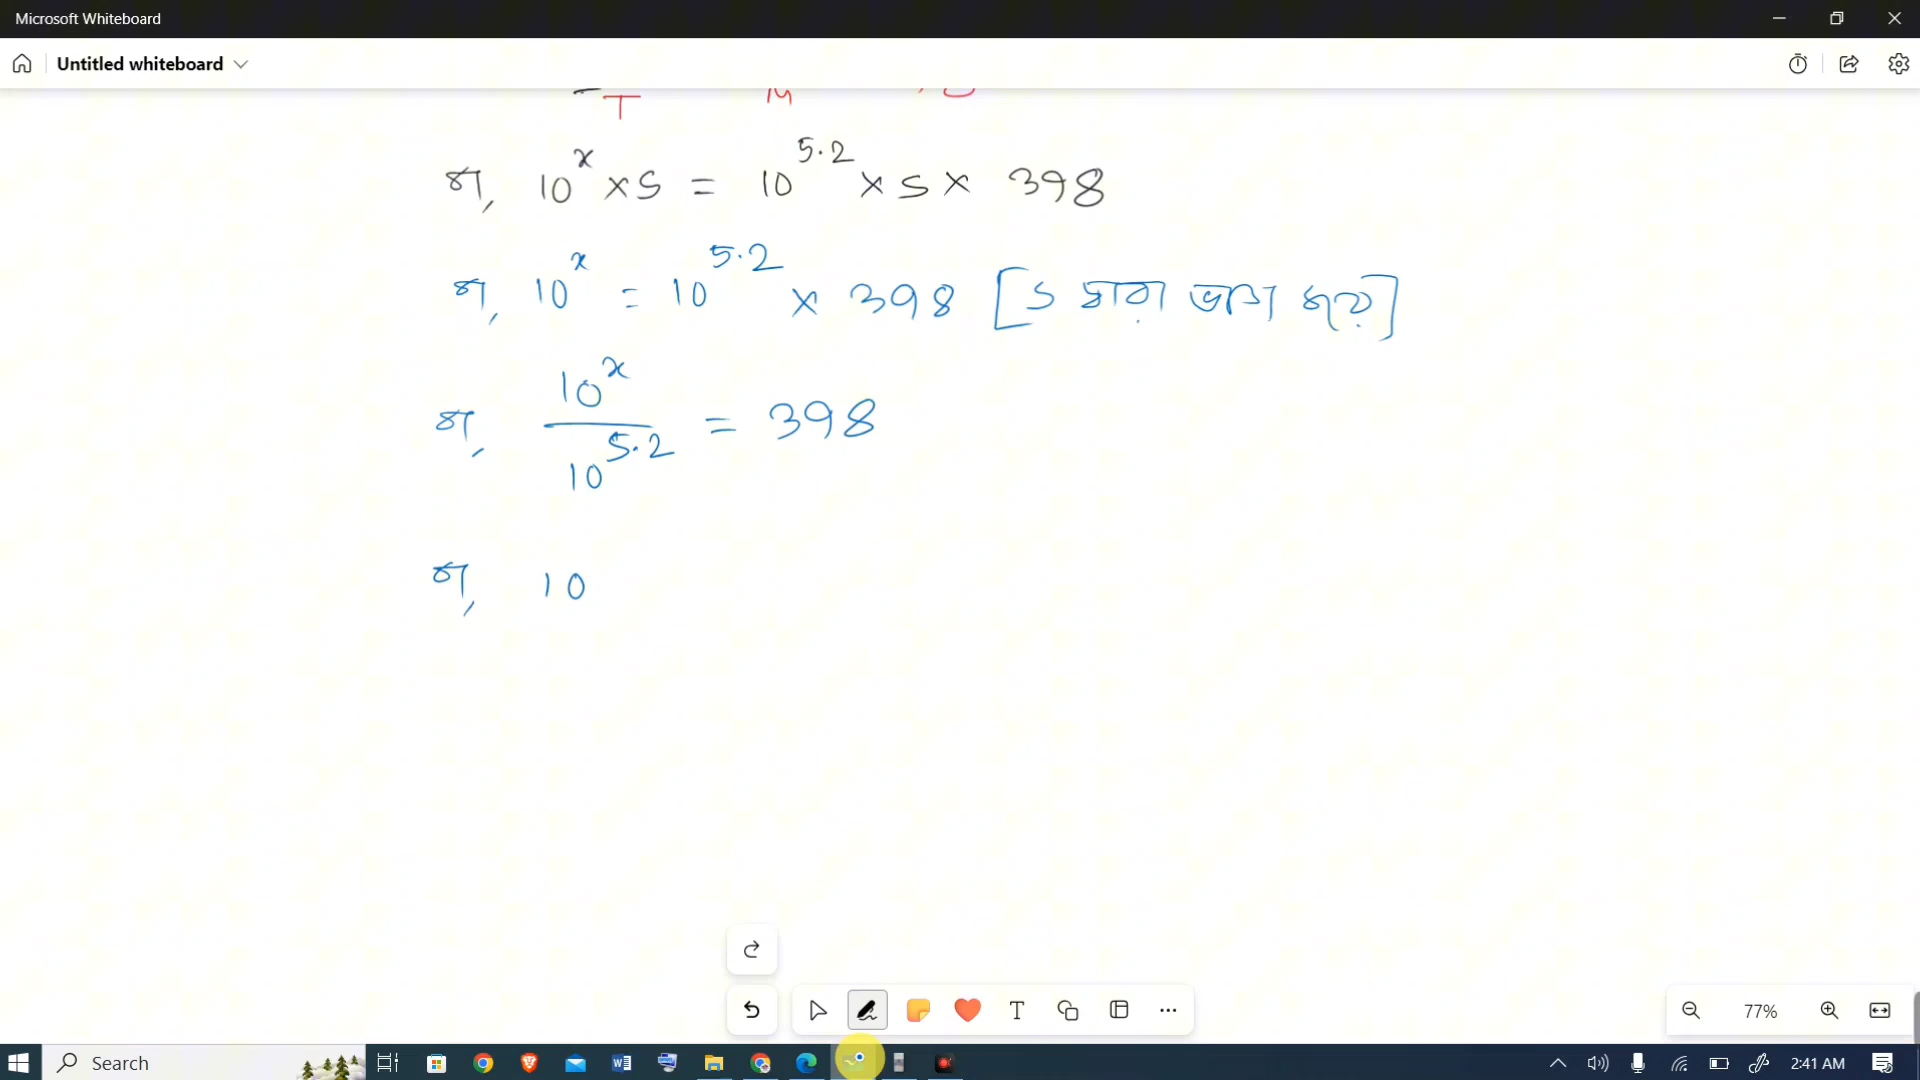 Microsoft Whiteboard
Untitled whiteboard
T M
বা, 10^x × S = 10^5.2 × S × 398
বা, 10^x = 10^5.2 × 398 [S দ্বারা ভাগ করে]
বা, 10^x / 10^5.2 = 398
বা, 10
77%
Search
2:41 AM